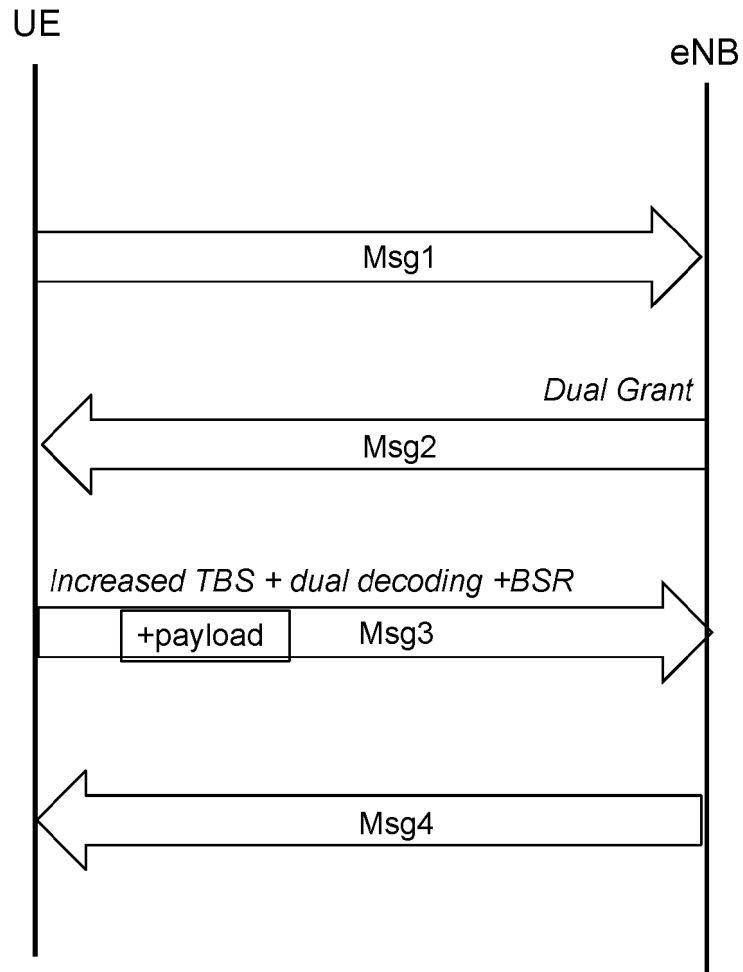 UE
eNB
Msg1
Dual Grant
Msg2
Increased TBS + dual decoding +BSR
+payload
Msg3
Msg4